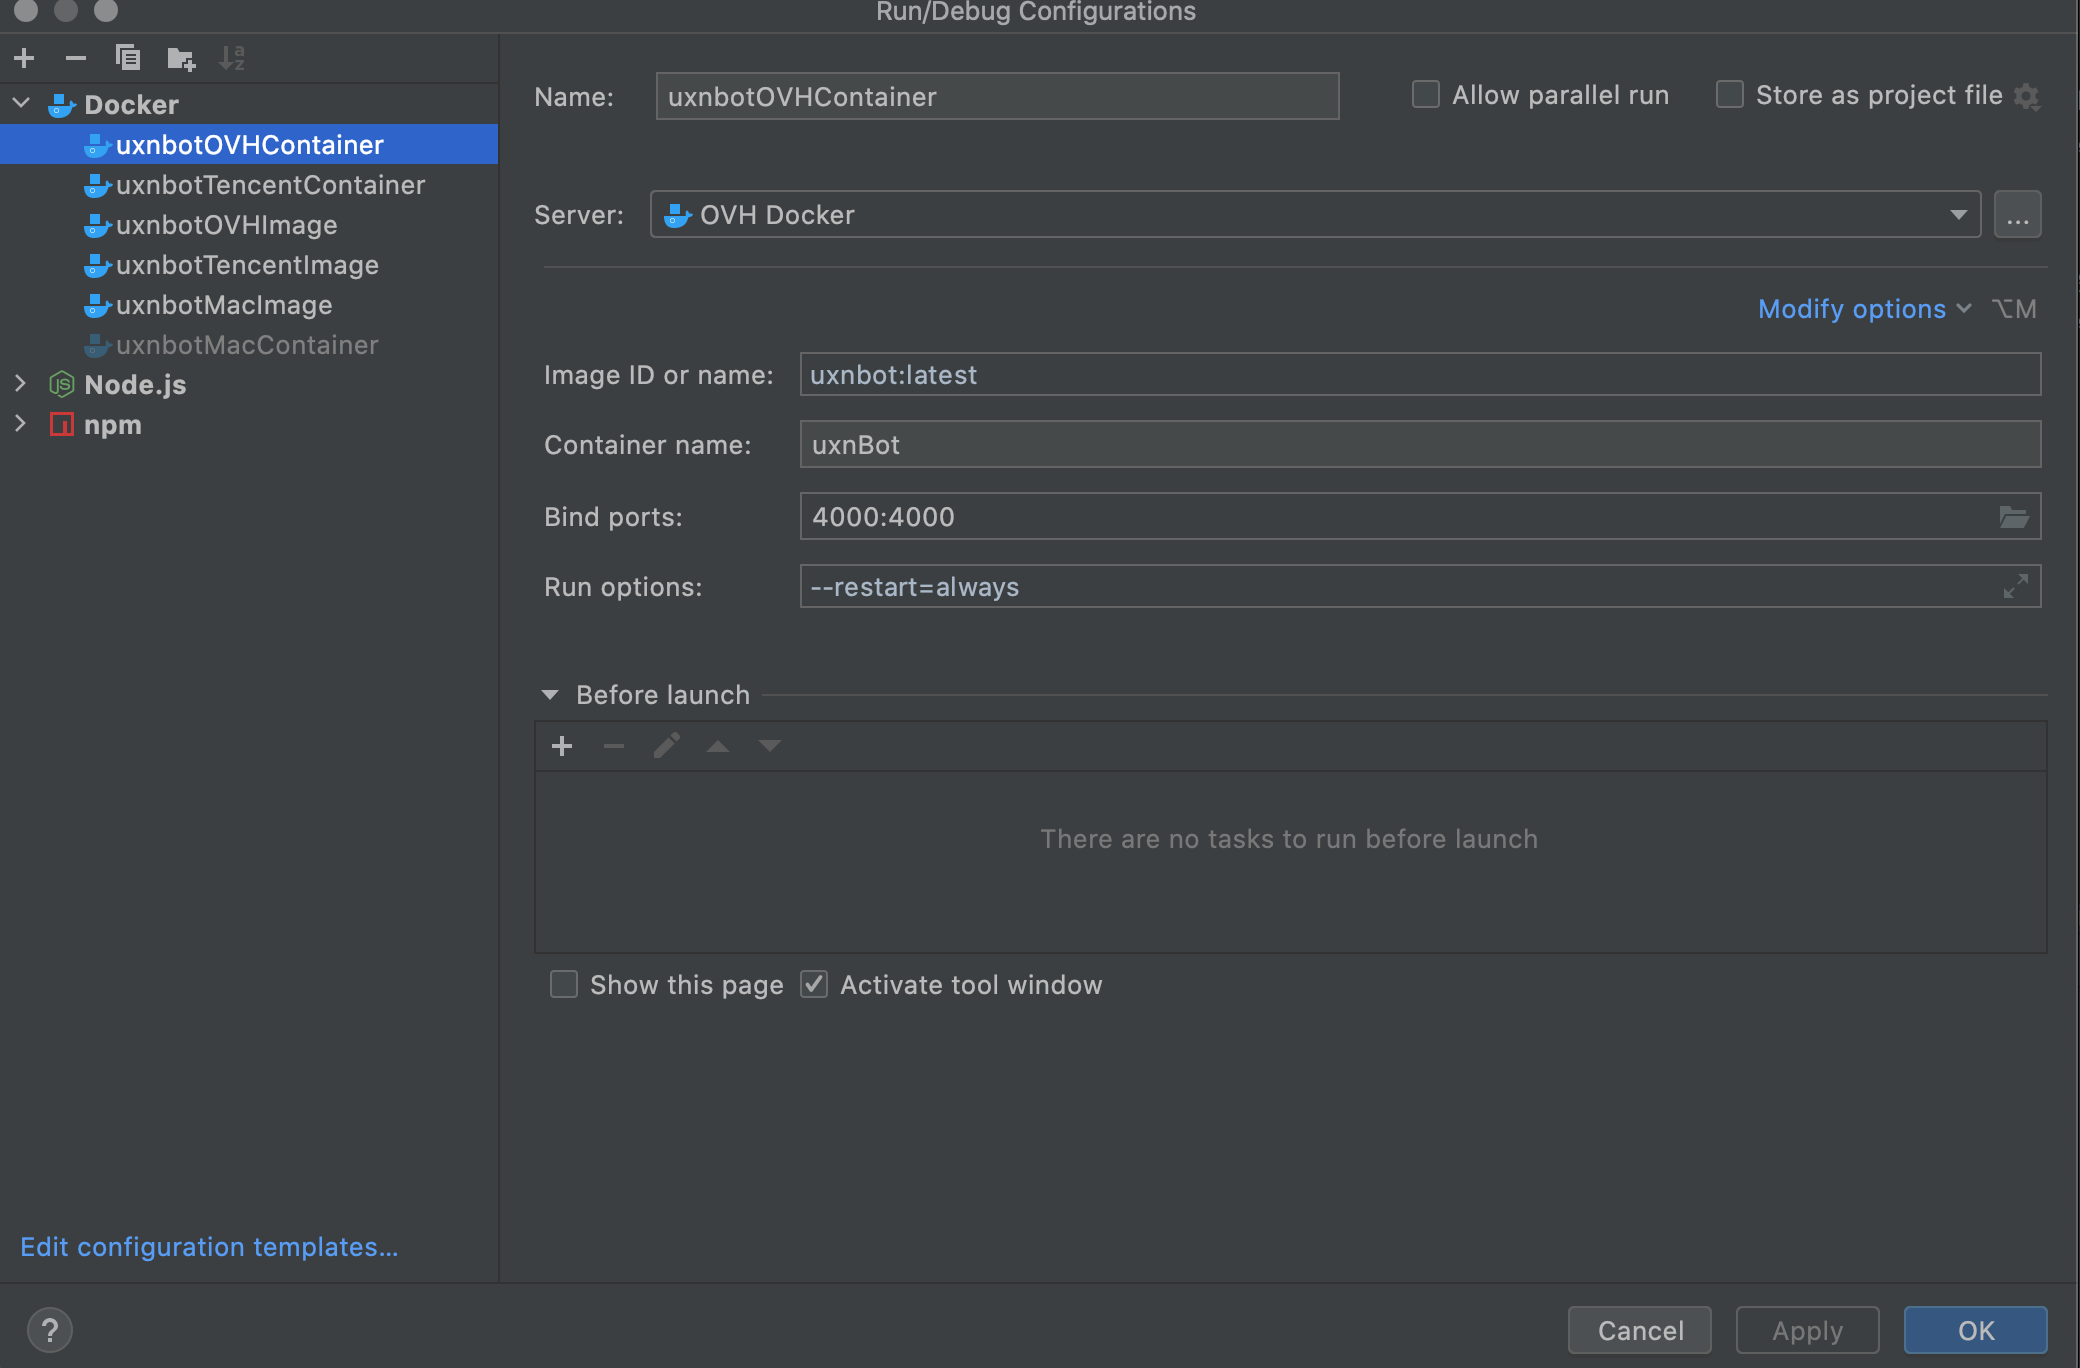 Run/Debug Configurations
Docker
uxnbotOVHContainer
uxnbotTencentContainer
uxnbotOVHImage
uxnbotTencentImage
uxnbotMacImage
uxnbotMacContainer
Node.js
npm
Edit configuration templates...
Name: uxnbotOVHContainer Allow parallel run Store as project file
Server: OVH Docker ...
Modify options ⌥M
Image ID or name: uxnbot:latest
Container name: uxnBot
Bind ports: 4000:4000
Run options: --restart=always
Before launch
There are no tasks to run before launch
Show this page Activate tool window
? Cancel Apply OK